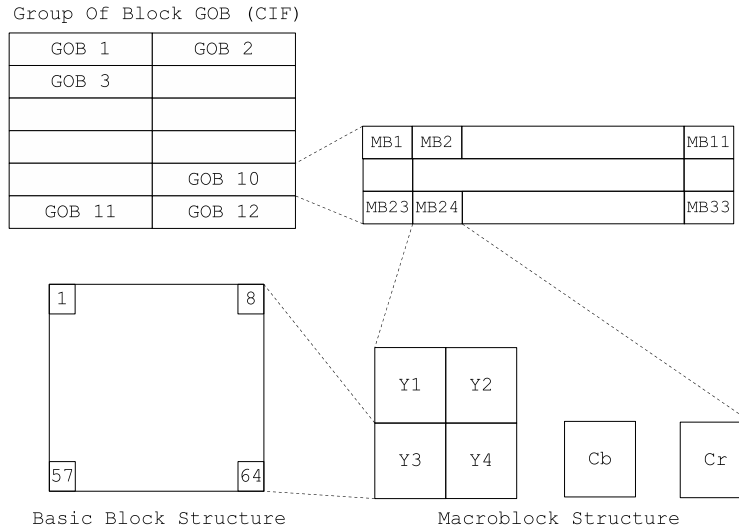 Group Of Block GOB (CIF)
GOB 1 GOB 2
GOB 3
GOB 10
GOB 11 GOB 12
MB1 MB2 MB11
MB23 MB24 MB33
1 8
57 64
Y1 Y2
Y3 Y4 Cb Cr
Basic Block Structure Macroblock Structure